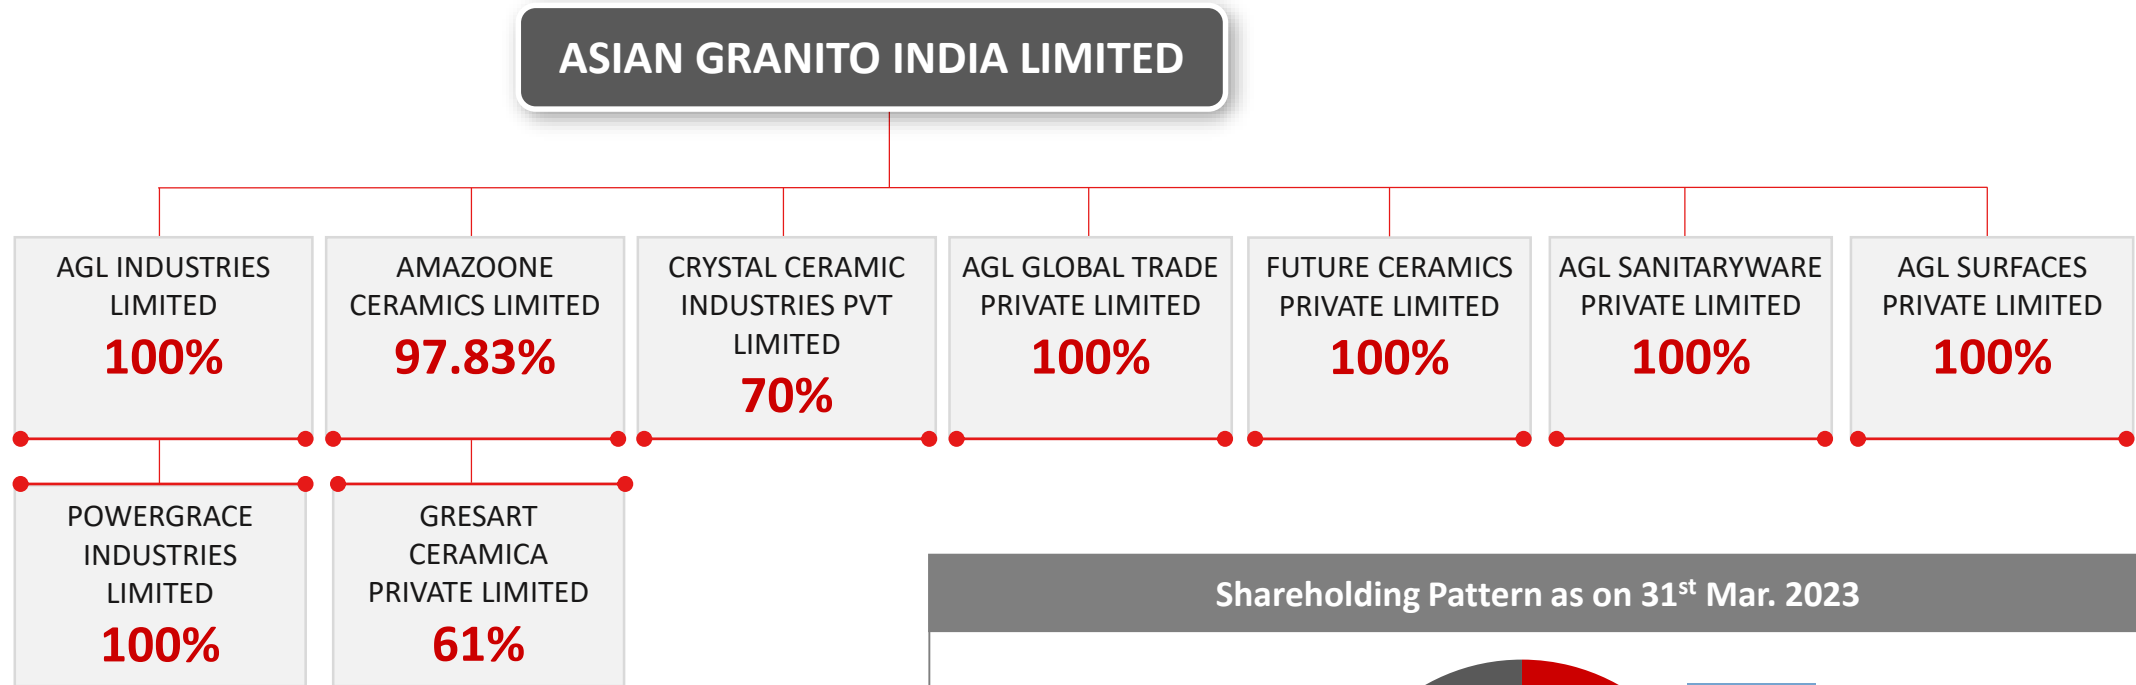 ASIAN GRANITO INDIA LIMITED
AGL INDUSTRIES
LIMITED
100%
AMAZOONE
CERAMICS LIMITED
97.83%
CRYSTAL CERAMIC
INDUSTRIES PVT
LIMITED
70%
AGL GLOBAL TRADE
PRIVATE LIMITED
100%
FUTURE CERAMICS
PRIVATE LIMITED
100%
AGL SANITARYWARE
PRIVATE LIMITED
100%
AGL SURFACES
PRIVATE LIMITED
100%
POWERGRACE
INDUSTRIES
LIMITED
100%
GRESART
CERAMICA
PRIVATE LIMITED
61%
Shareholding Pattern as on 31st Mar. 2023